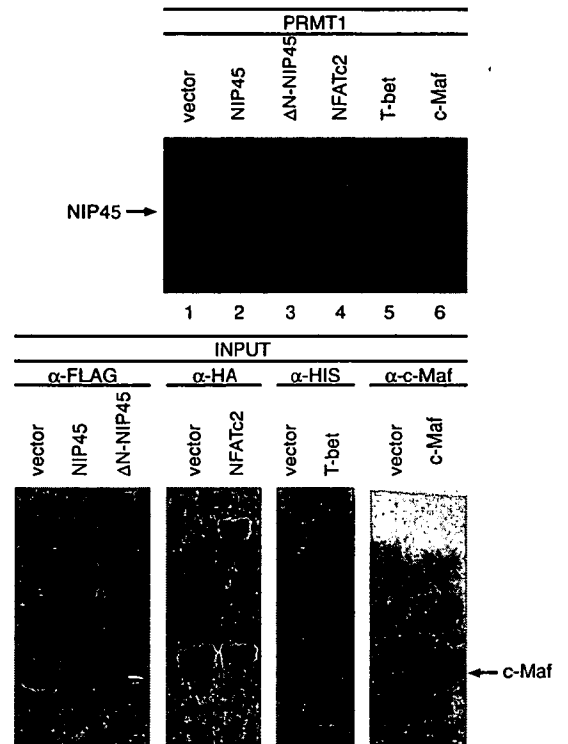 PRMT1
vector NIP45 ΔN-NIP45 NFATc2 T-bet c-Maf
NIP45
1 2 3 4 5 6
INPUT
α-FLAG α-HA α-HIS α-c-Maf
vector NIP45 ΔN-NIP45 vector NFATc2 vector T-bet vector c-Maf
c-Maf